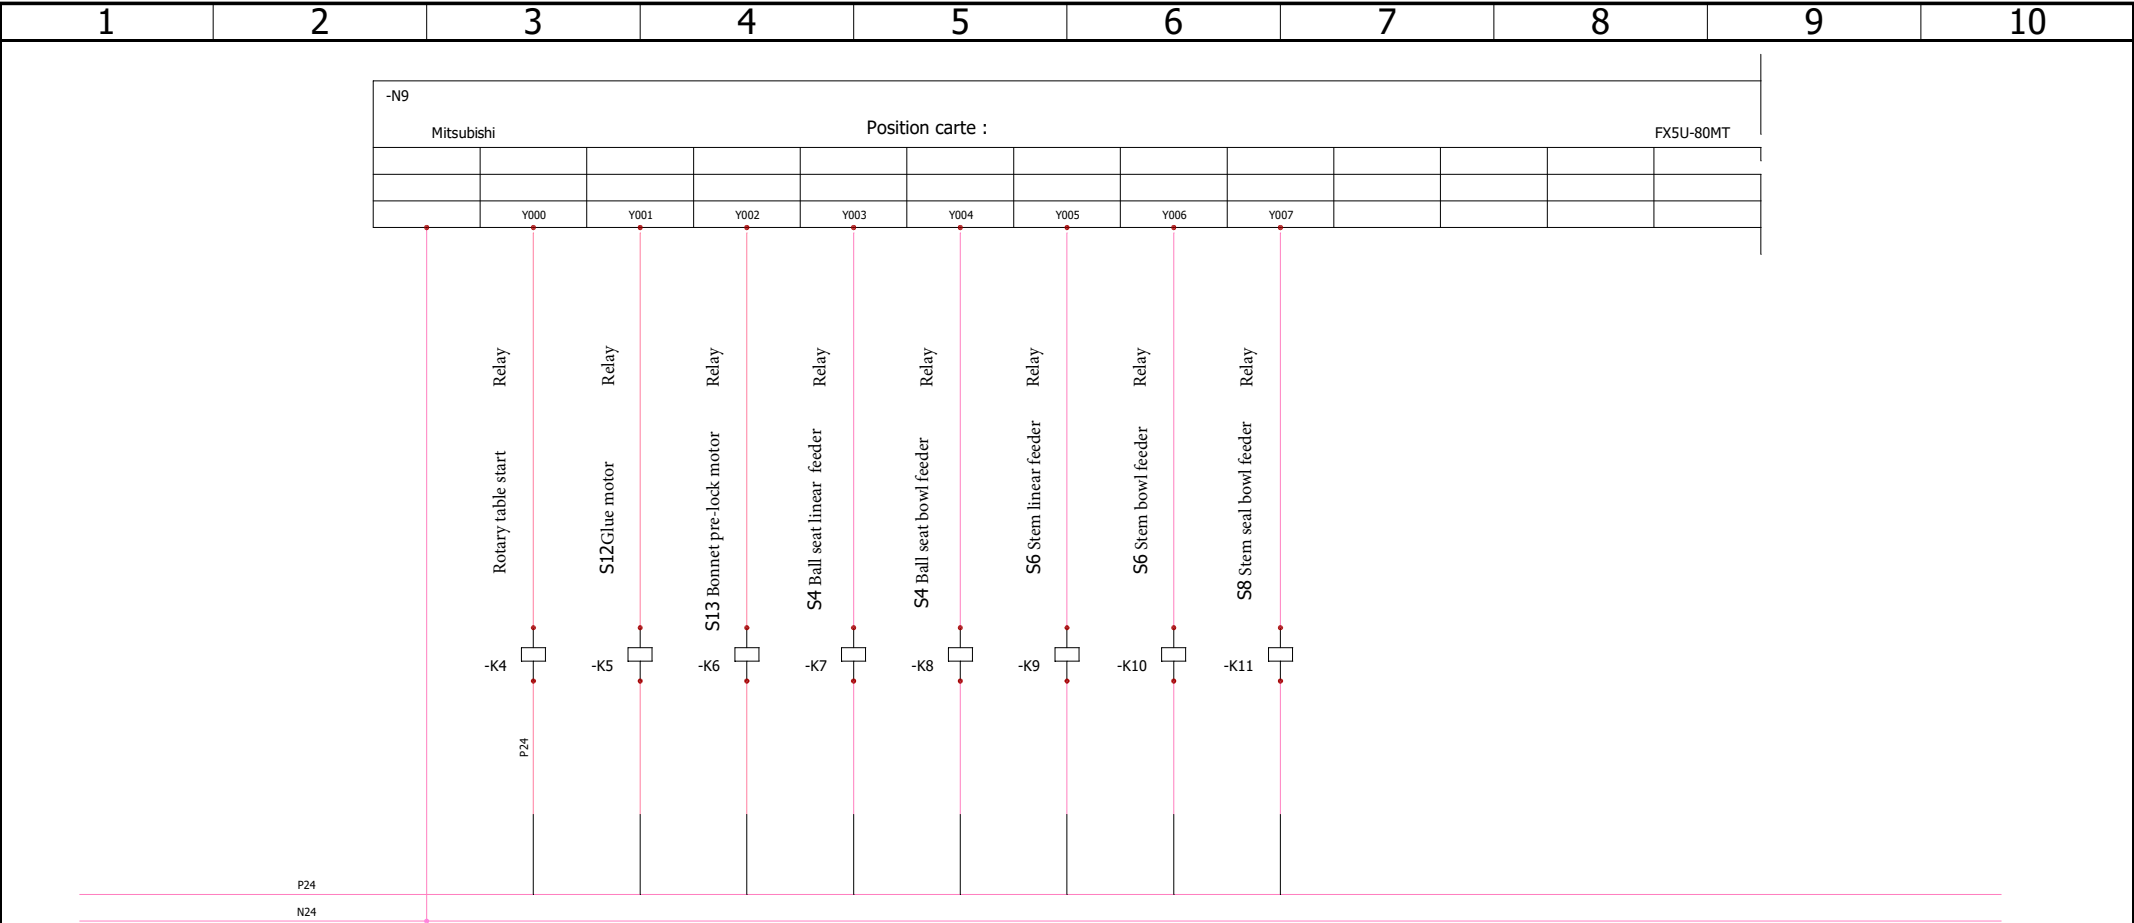 1 2 3 4 5 6 7 8 9 10
-N9
Mitsubishi Position carte : FX5U-80MT
Y000 Y001 Y002 Y003 Y004 Y005 Y006 Y007
Rotary table start Relay
S12Glue motor Relay
S13 Bonnet pre-lock motor Relay
S4 Ball seat linear feeder Relay
S4 Ball seat bowl feeder Relay
S6 Stem linear feeder Relay
S6 Stem bowl feeder Relay
S8 Stem seal bowl feeder Relay
-K4 -K5 -K6 -K7 -K8 -K9 -K10 -K11
P24
P24
N24